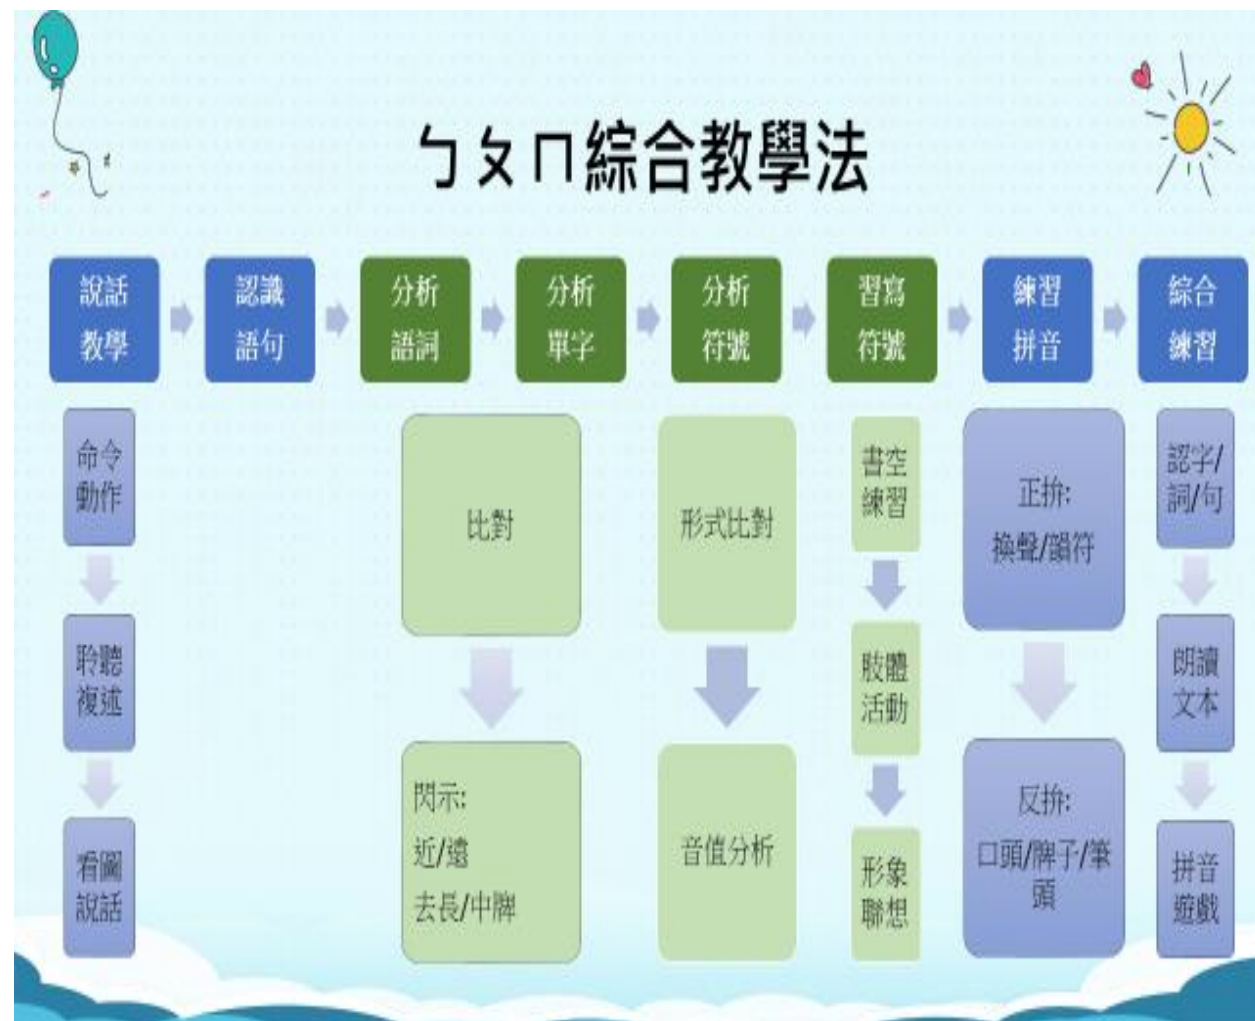 ㄅㄆㄇ綜合教學法
說話
教學
認識
語句
分析
語詞
分析
單字
分析
符號
習寫
符號
練習
拼音
綜合
練習
命令
動作
聆聽
複述
看圖
說話
比對
閃示:
近/遠
去長/中牌
形式比對
音值分析
書空
練習
肢體
活動
形象
聯想
正拚:
換聲/韻符
反拚:
口頭/牌子/筆
頭
認字/
詞/句
朗讀
文本
拼音
遊戲